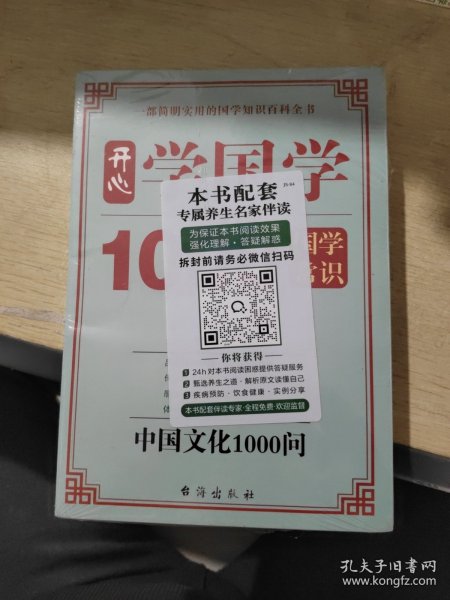 一部简明实用的国学知识百科全书
开心
学国学
本书配套
JS-04
专属养生名家伴读
为保证本书阅读效果
强化理解·答疑解惑
拆封前请务必微信扫码
10
国学
常识
你将获得
1 24h对本书阅读困惑提供答疑服务
2 甄选养生之道·解析原文读懂自己
3 疾病预防·饮食健康·实例分享
本书配套伴读专家·全程免费·欢迎监督
中国文化1000问
台海出版社
孔夫子旧书网
www.kongfz.com